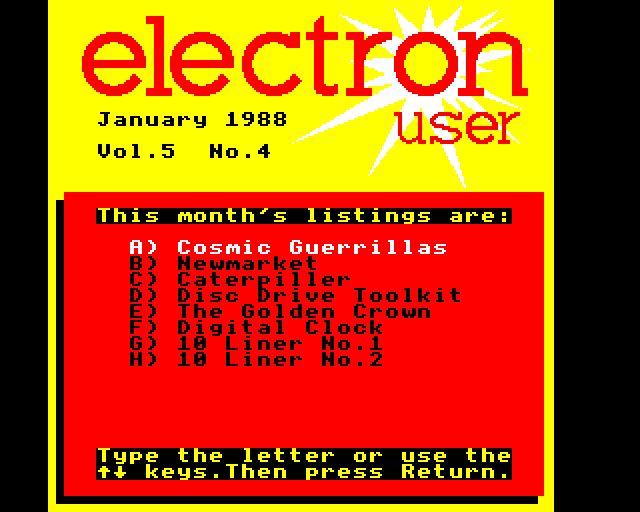 electron
user
January 1988
Vol.5 No.4
This month's listings are:
A) Cosmic Guerrillas
B) Newmarket
C) Caterpiller
D) Disc Drive Toolkit
E) The Golden Crown
F) Digital Clock
G) 10 Liner No.1
H) 10 Liner No.2
Type the letter or use the
↑↓ keys.Then press Return.